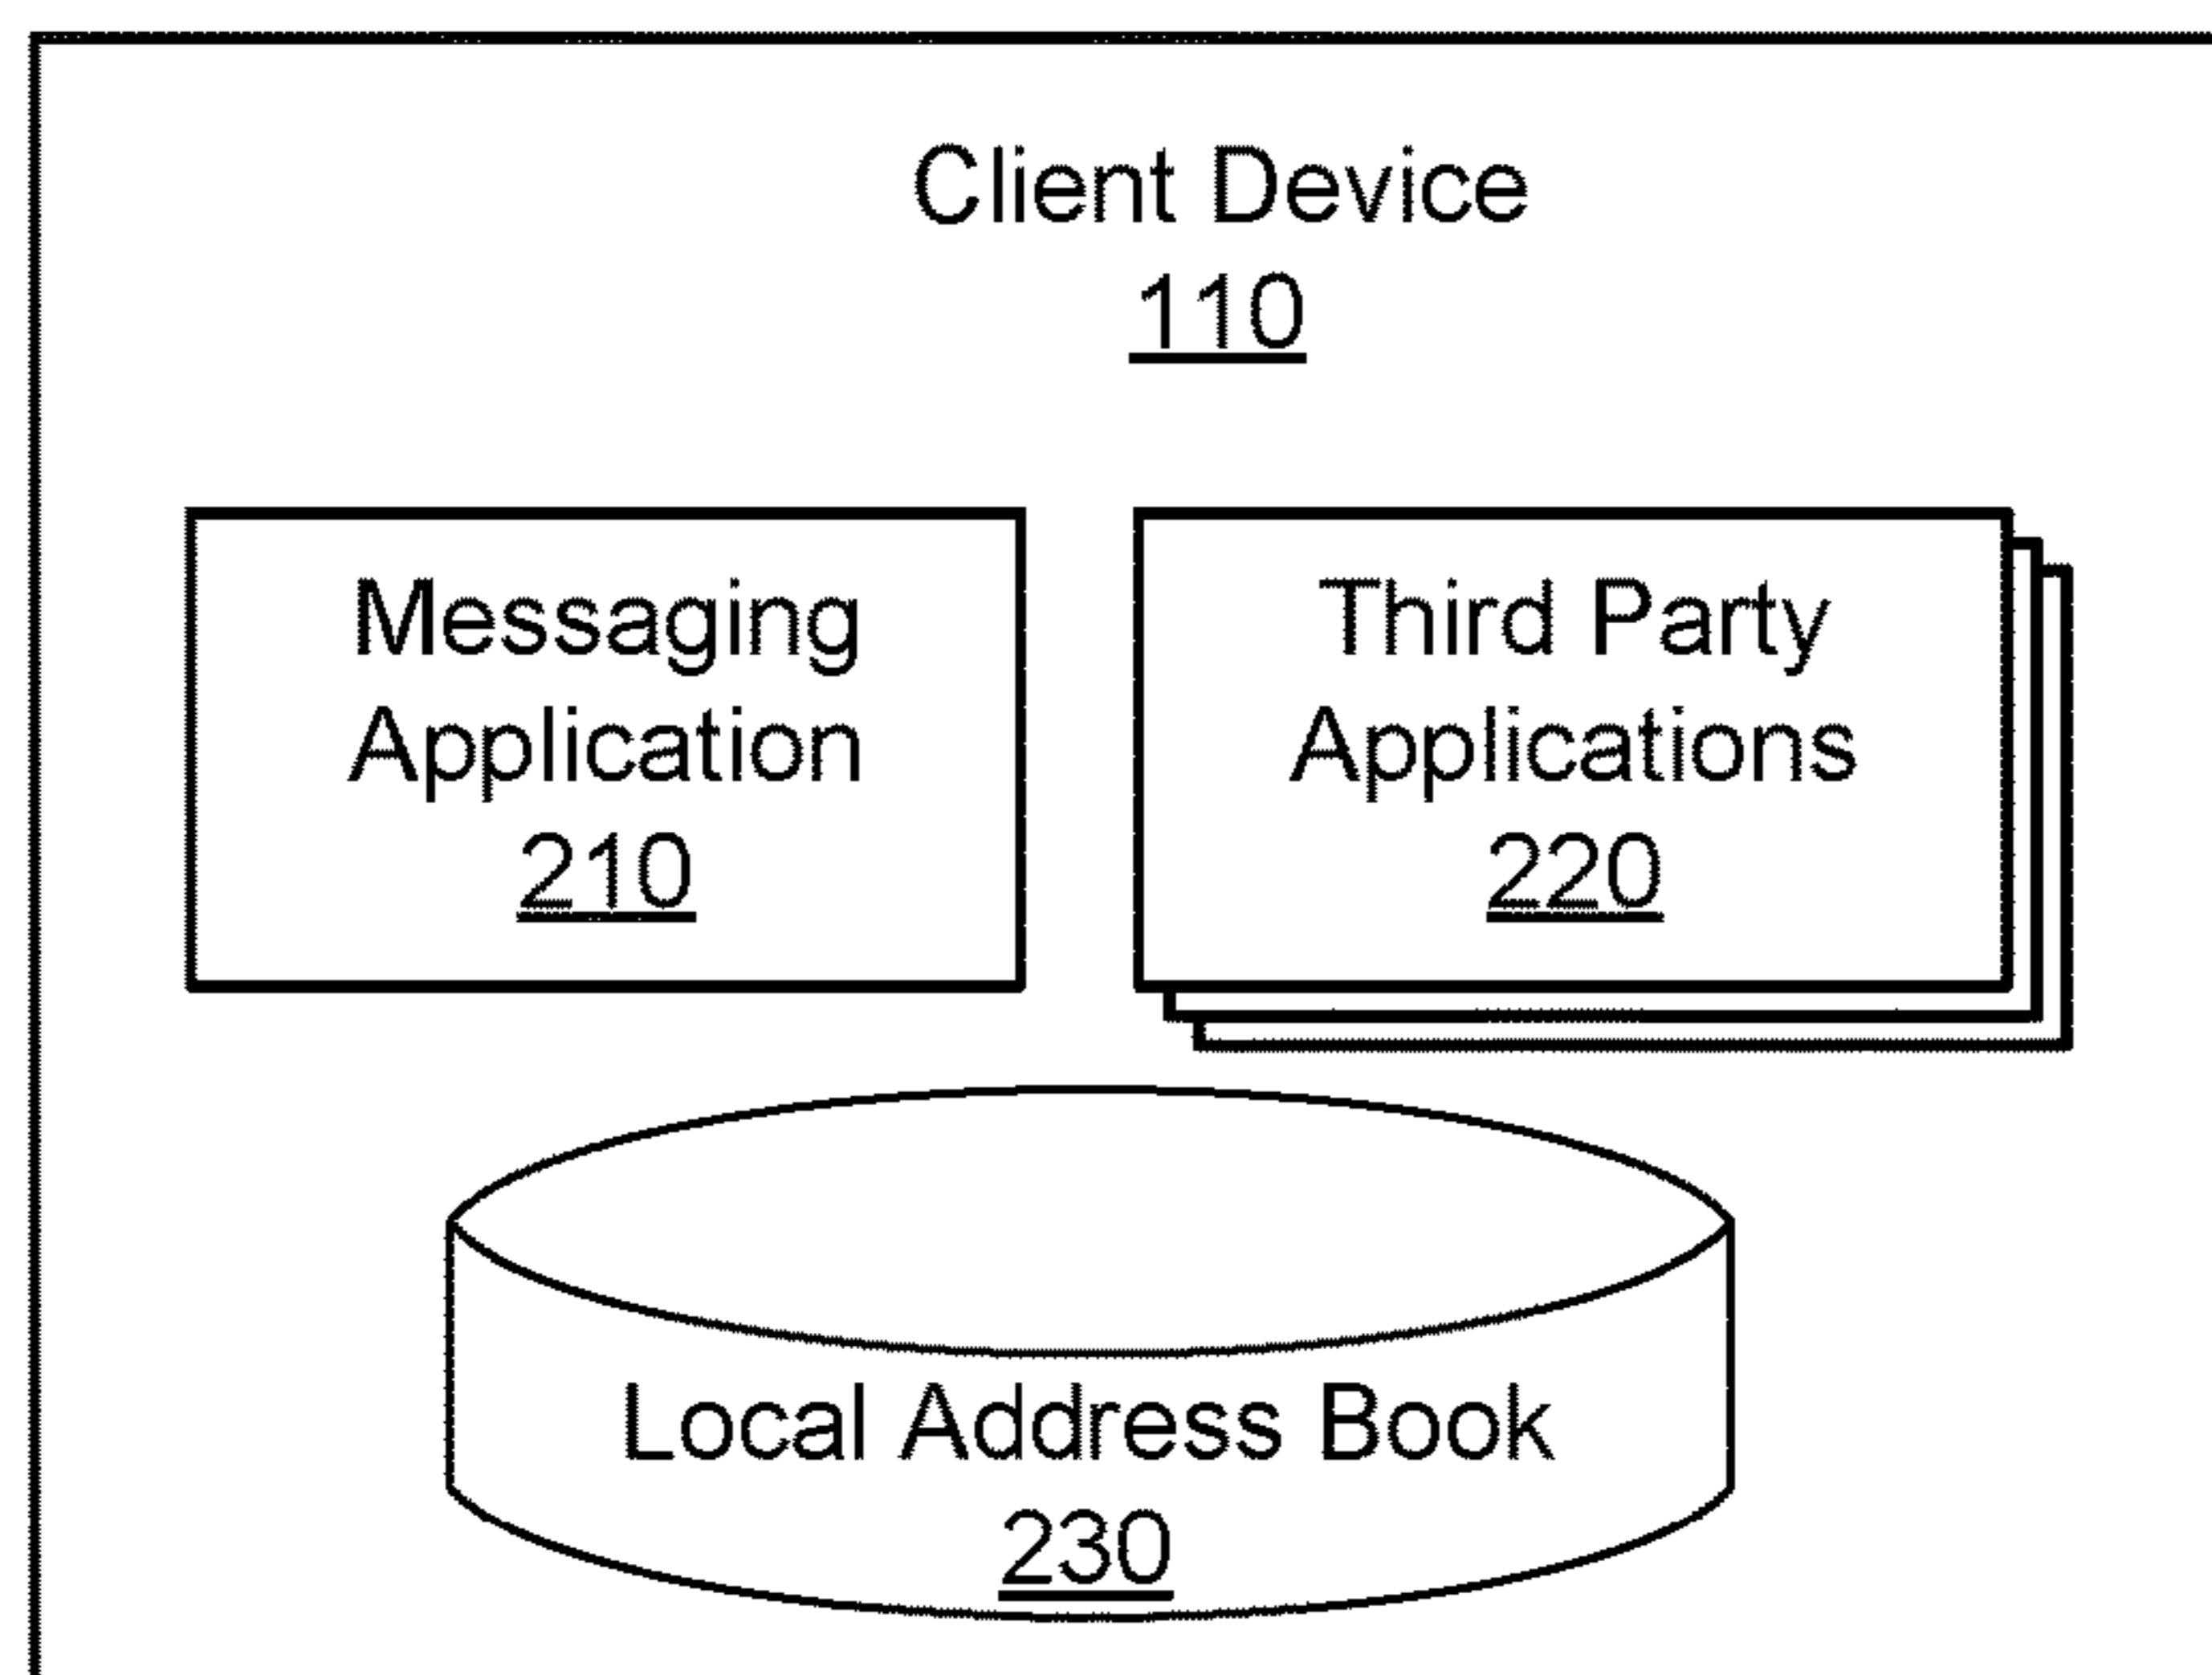 Client Device
110
Messaging
Application
210
Third Party
Applications
220
Local Address Book
230